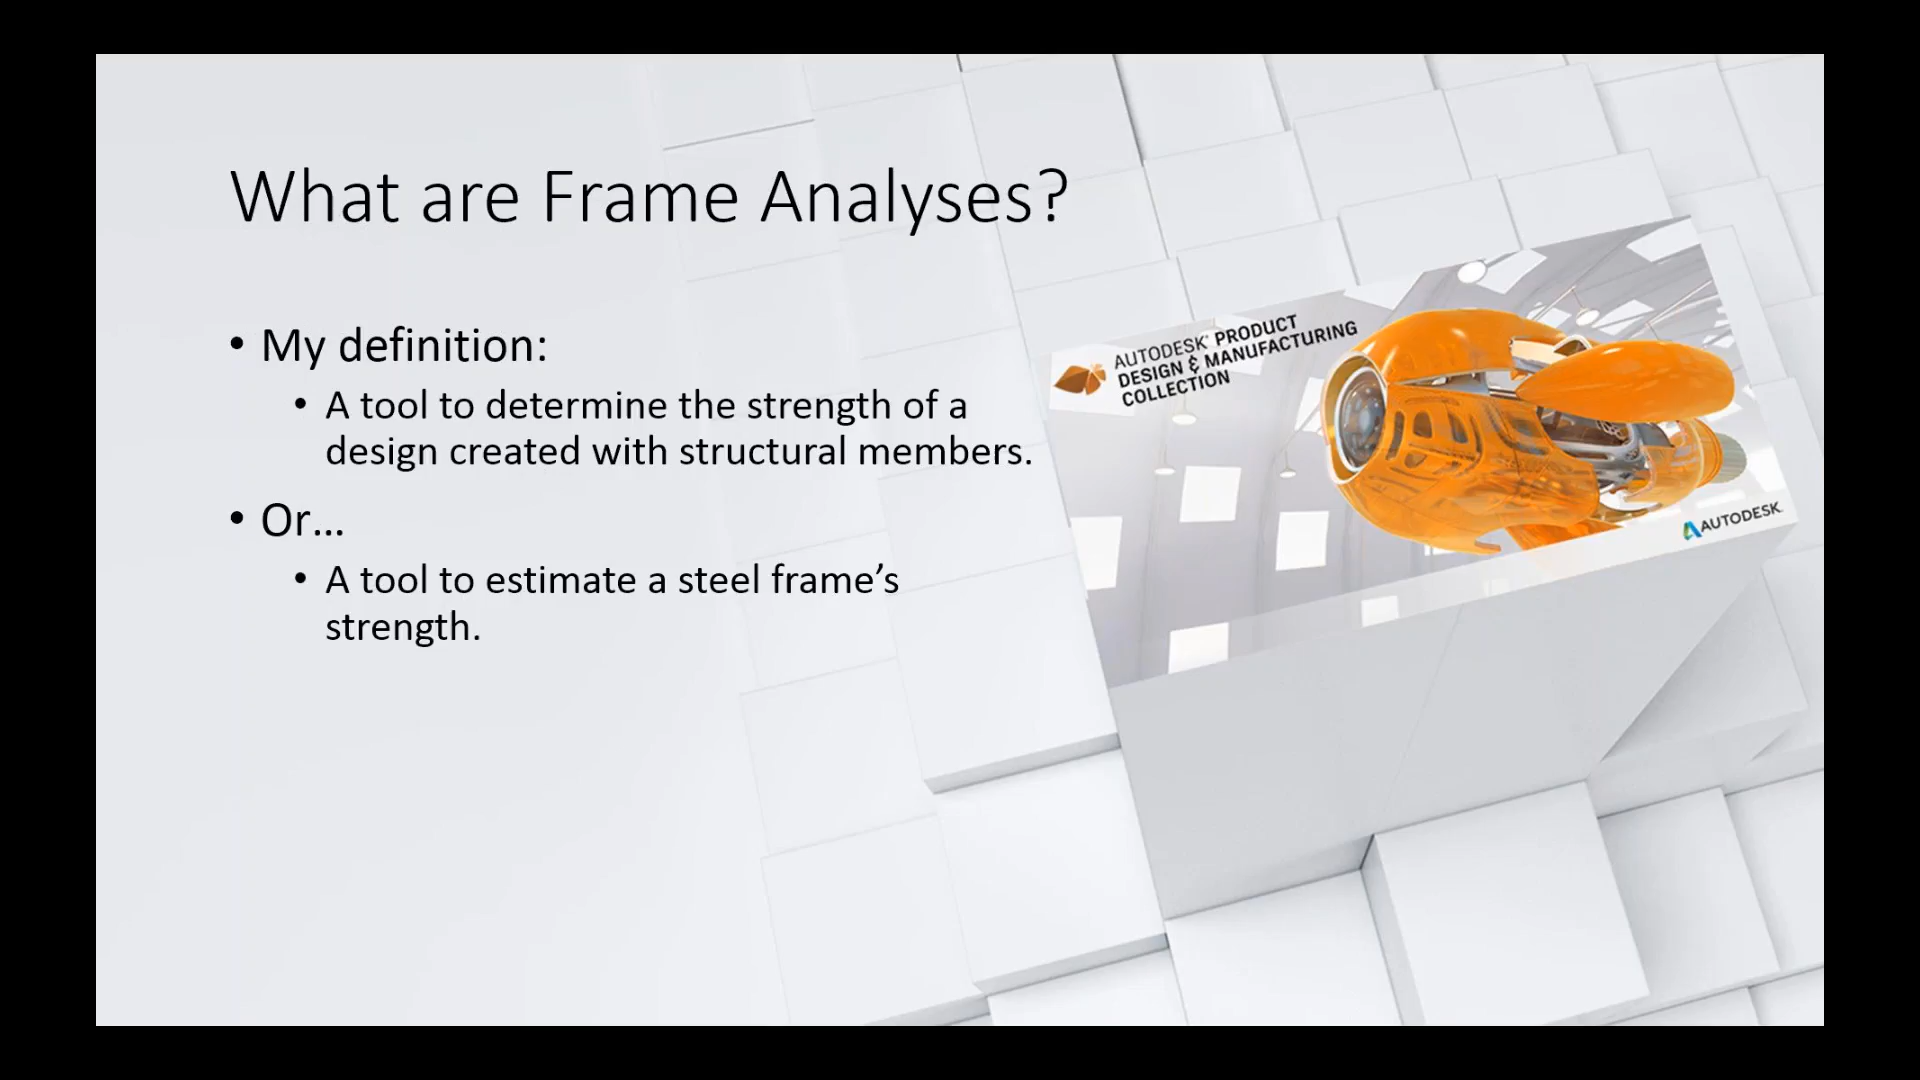 What are Frame Analyses?
• My definition:
• A tool to determine the strength of a
design created with structural members.
• Or…
• A tool to estimate a steel frame’s
strength.
AUTODESK® PRODUCT
DESIGN & MANUFACTURING
COLLECTION
AUTODESK.